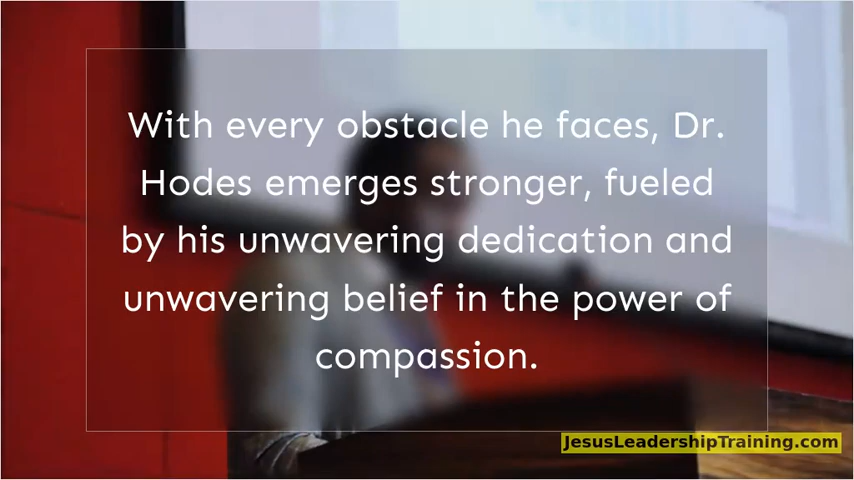 With every obstacle he faces, Dr.
Hodes emerges stronger, fueled
by his unwavering dedication and
unwavering belief in the power of
compassion.
JesusLeadershipTraining.com